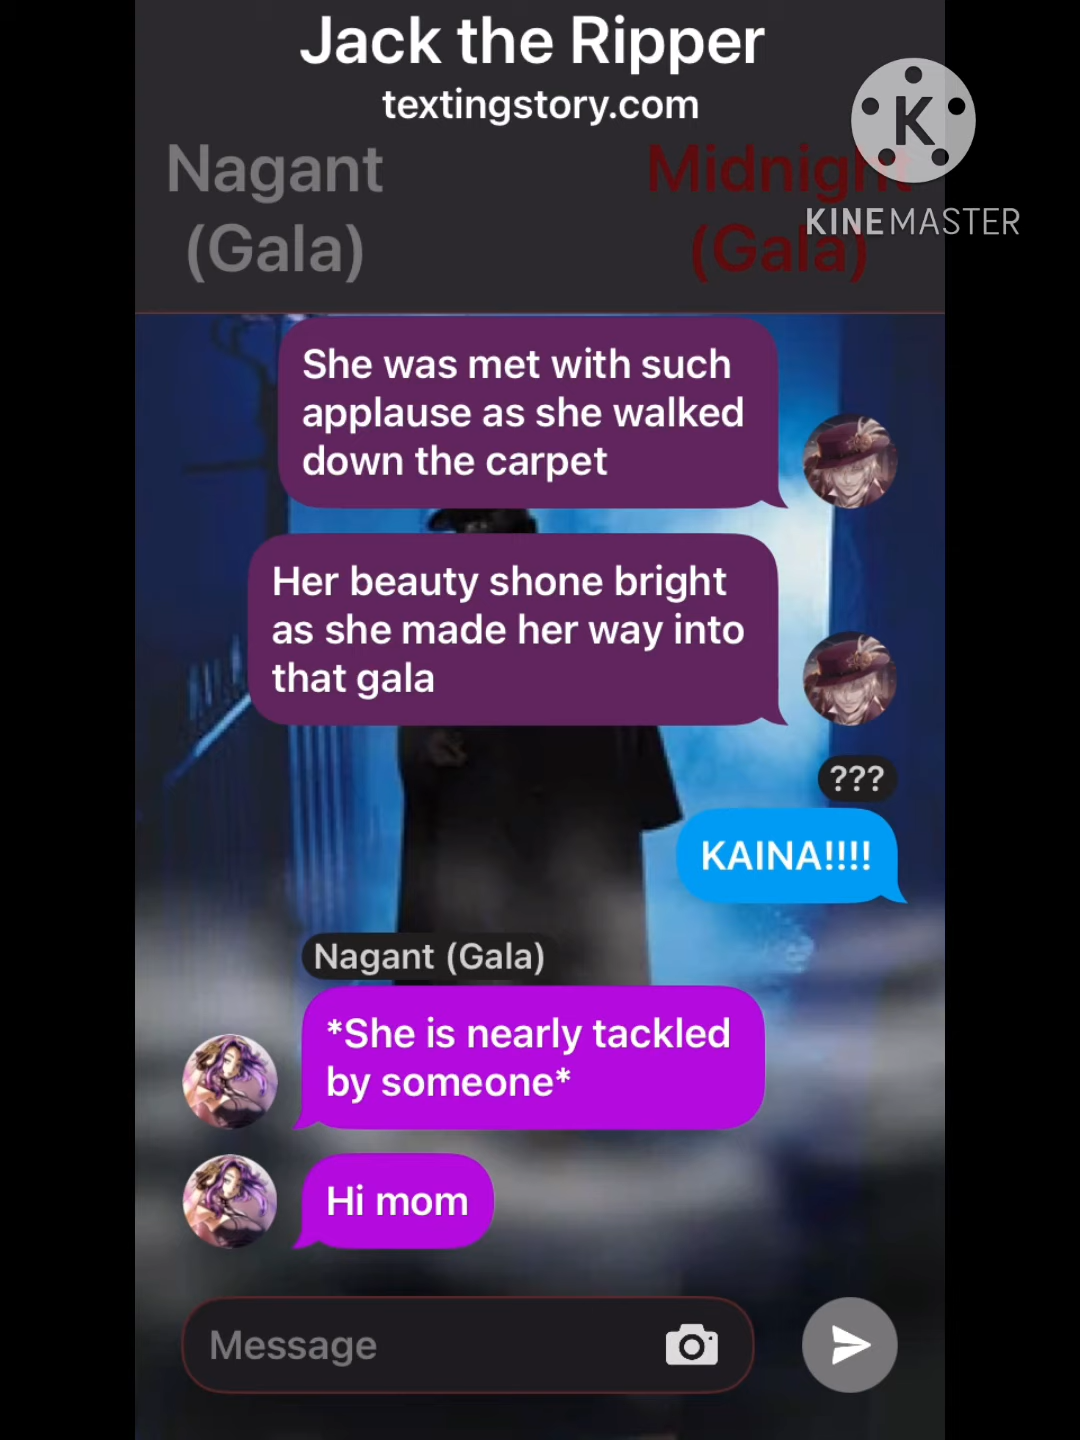 Jack the Ripper
textingstory.com
Nagant
(Gala)
Midnight
(Gala)
K
KINEMASTER
She was met with such
applause as she walked
down the carpet
Her beauty shone bright
as she made her way into
that gala
???
KAINA!!!!
Nagant (Gala)
*She is nearly tackled
by someone*
Hi mom
Message